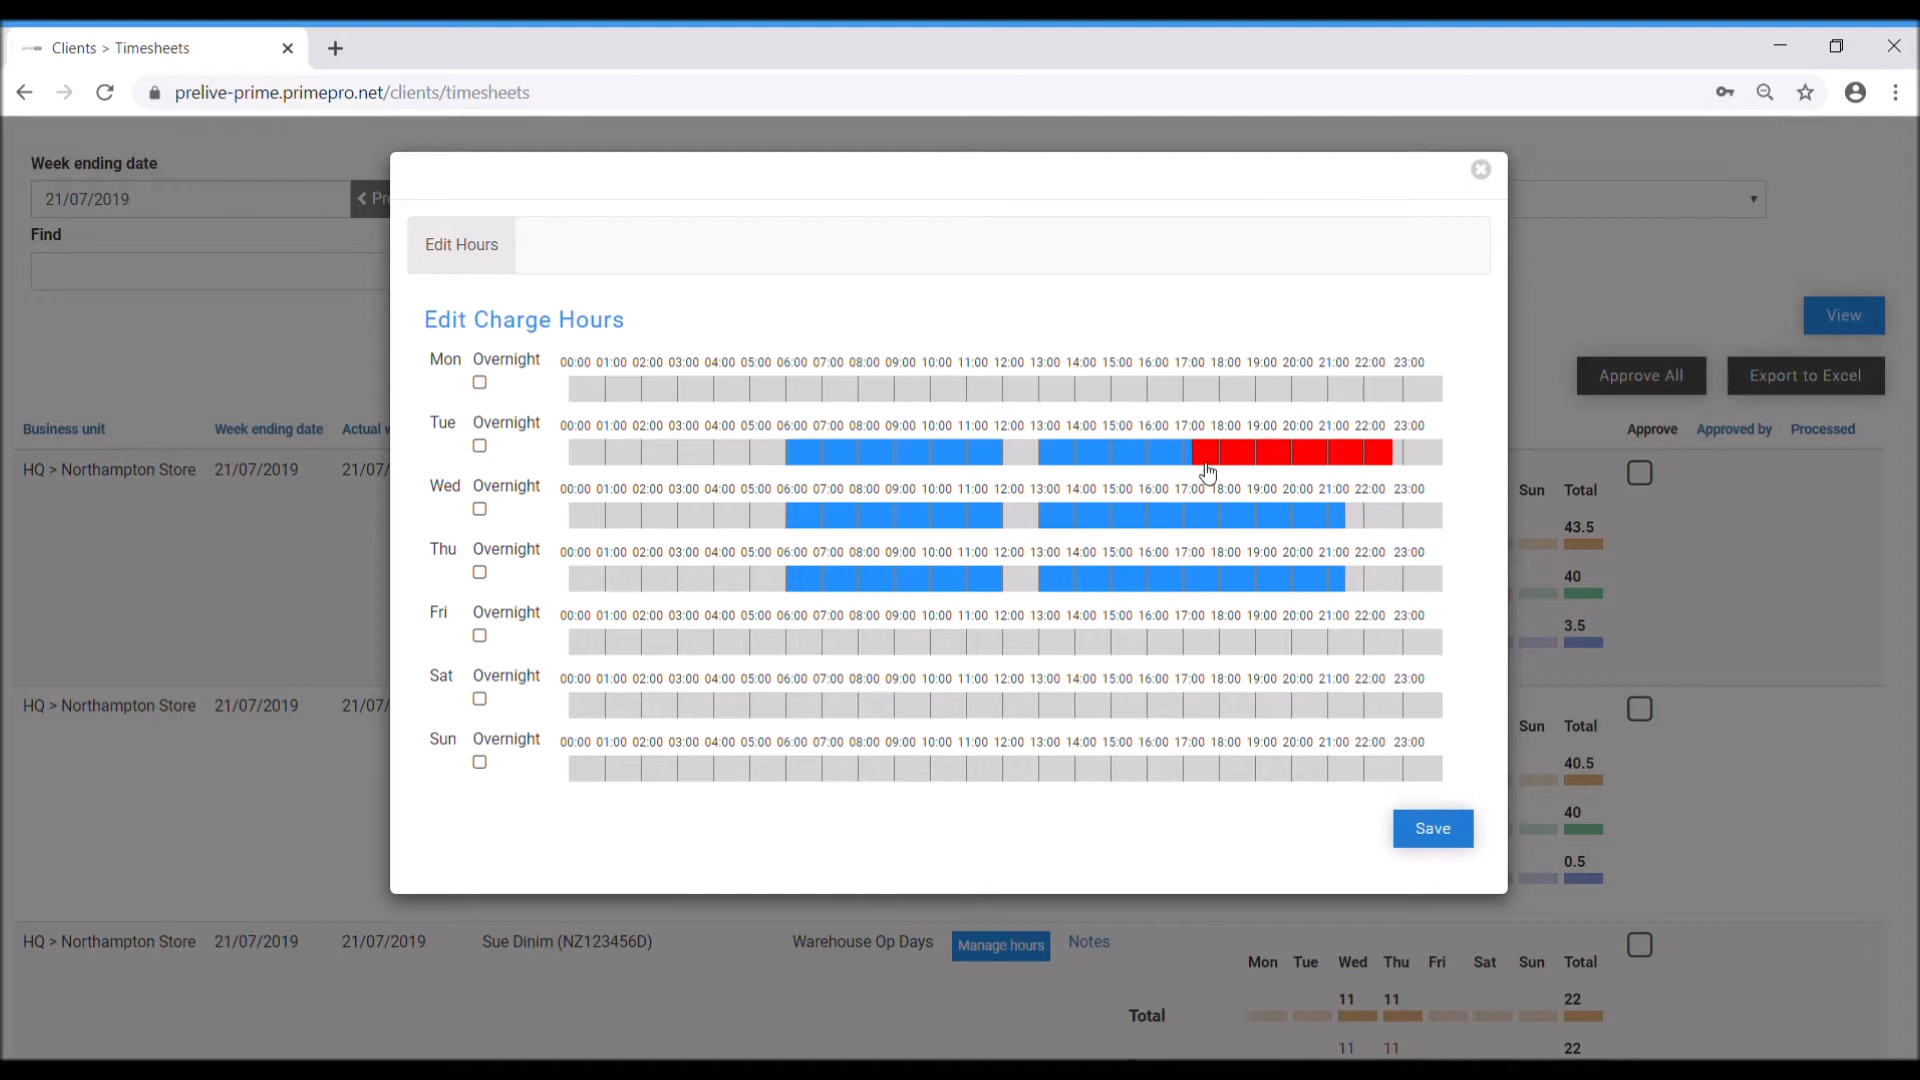 Clients > Timesheets
prelive-prime.primepro.net/clients/timesheets
Week ending date
21/07/2019
Find
View
Approve All
Export to Excel
Edit Hours
Edit Charge Hours
Mon Overnight 00:00 01:00 02:00 03:00 04:00 05:00 06:00 07:00 08:00 09:00 10:00 11:00 12:00 13:00 14:00 15:00 16:00 17:00 18:00 19:00 20:00 21:00 22:00 23:00
Tue Overnight 00:00 01:00 02:00 03:00 04:00 05:00 06:00 07:00 08:00 09:00 10:00 11:00 12:00 13:00 14:00 15:00 16:00 17:00 18:00 19:00 20:00 21:00 22:00 23:00
Wed Overnight 00:00 01:00 02:00 03:00 04:00 05:00 06:00 07:00 08:00 09:00 10:00 11:00 12:00 13:00 14:00 15:00 16:00 17:00 18:00 19:00 20:00 21:00 22:00 23:00
Thu Overnight 00:00 01:00 02:00 03:00 04:00 05:00 06:00 07:00 08:00 09:00 10:00 11:00 12:00 13:00 14:00 15:00 16:00 17:00 18:00 19:00 20:00 21:00 22:00 23:00
Fri Overnight 00:00 01:00 02:00 03:00 04:00 05:00 06:00 07:00 08:00 09:00 10:00 11:00 12:00 13:00 14:00 15:00 16:00 17:00 18:00 19:00 20:00 21:00 22:00 23:00
Sat Overnight 00:00 01:00 02:00 03:00 04:00 05:00 06:00 07:00 08:00 09:00 10:00 11:00 12:00 13:00 14:00 15:00 16:00 17:00 18:00 19:00 20:00 21:00 22:00 23:00
Sun Overnight 00:00 01:00 02:00 03:00 04:00 05:00 06:00 07:00 08:00 09:00 10:00 11:00 12:00 13:00 14:00 15:00 16:00 17:00 18:00 19:00 20:00 21:00 22:00 23:00
Save
Business unit Week ending date Actual Approve Approved by Processed
HQ > Northampton Store 21/07/2019 21/07/
Sun Total
43.5
40
3.5
HQ > Northampton Store 21/07/2019 21/07/
Sun Total
40.5
40
0.5
HQ > Northampton Store 21/07/2019 21/07/2019 Sue Dinim (NZ123456D) Warehouse Op Days Manage hours Notes
Mon Tue Wed Thu Fri Sat Sun Total
11 11 22
Total
11 11 22